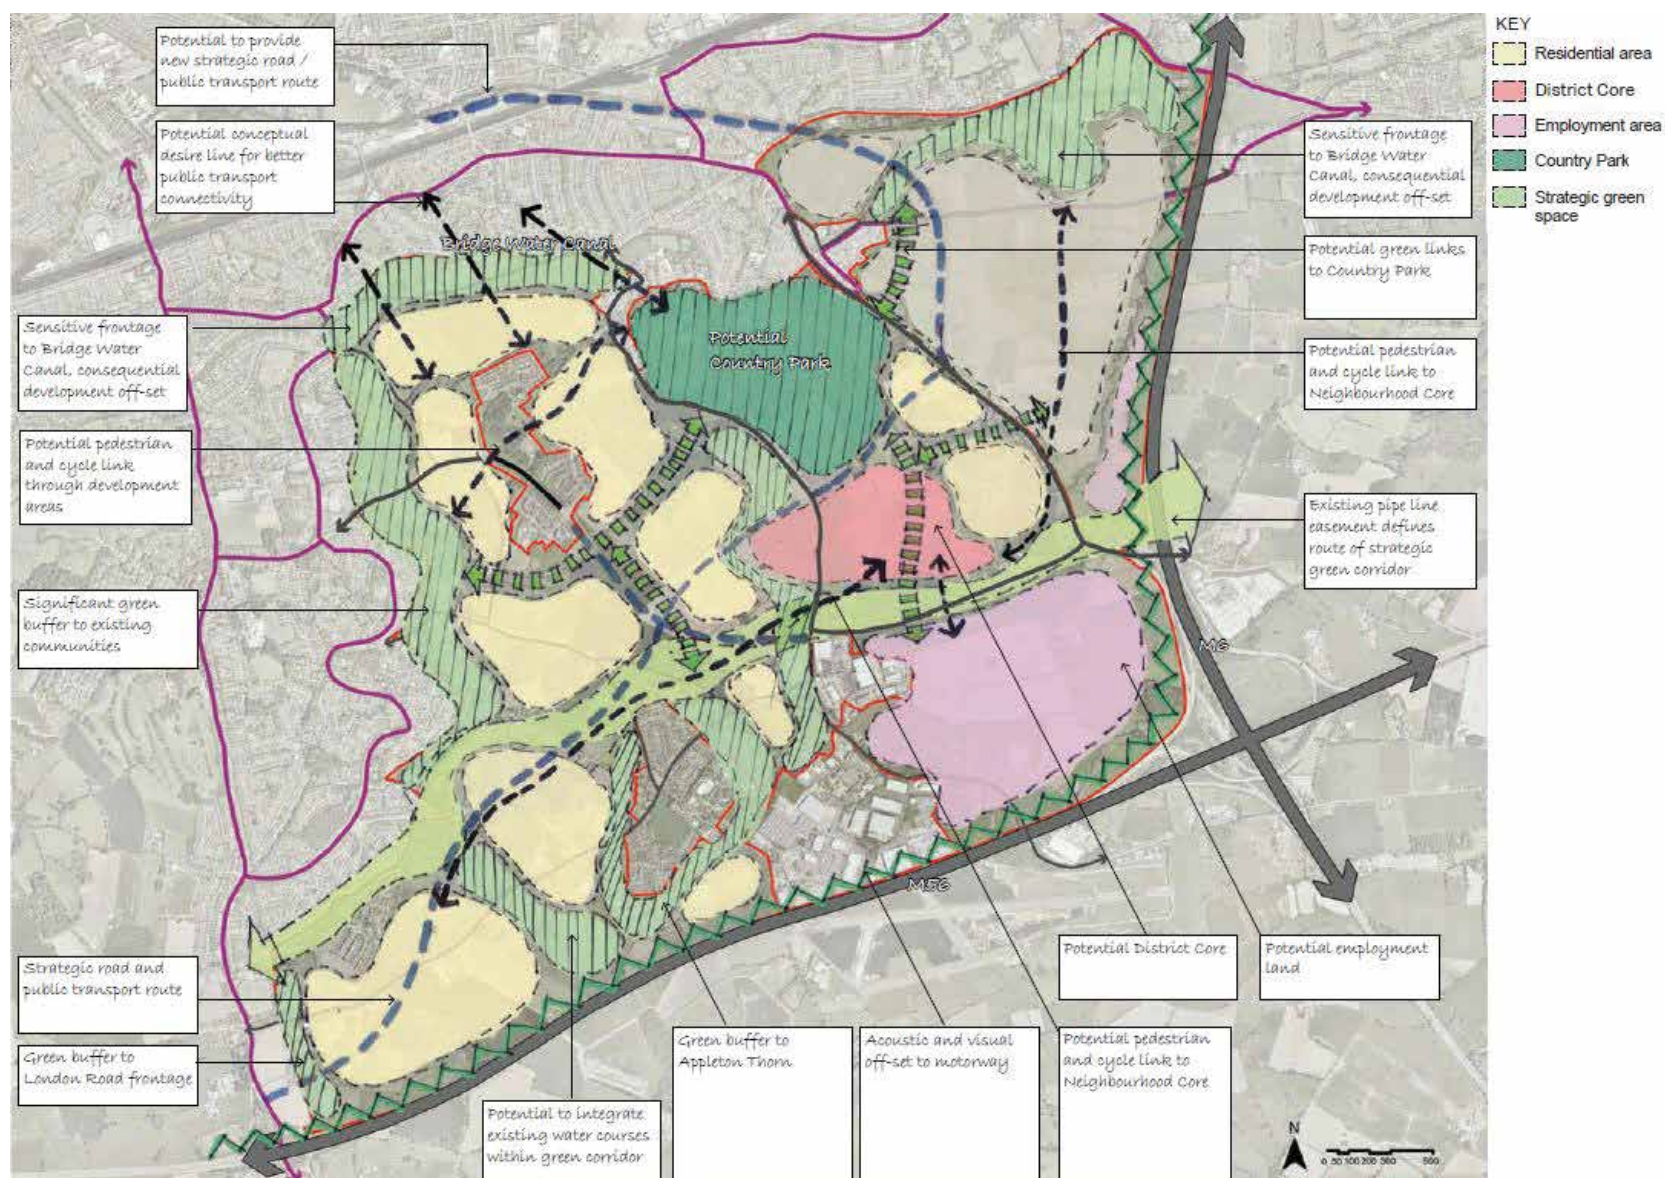 Potential to provide
new strategic road /
public transport route
Potential conceptual
desire line for better
public transport
connectivity
Sensitive frontage
to Bridge Water
Canal, consequential
development off-set
Potential pedestrian
and cycle link
through development
areas
Significant green
buffer to existing
communities
Strategic road and
public transport route
Green buffer to
London Road frontage
Bridge Water Canal
Potential
Country Park
M6
M56
Potential to integrate
existing water courses
within green corridor
Green buffer to
Appleton Thorn
Acoustic and visual
off-set to motorway
Potential pedestrian
and cycle link to
Neighbourhood Core
Potential District Core
Potential employment
land
Sensitive frontage
to Bridge Water
Canal, consequential
development off-set
Potential green links
to Country Park
Potential pedestrian
and cycle link to
Neighbourhood Core
Existing pipe line
easement defines
route of strategic
green corridor
KEY
Residential area
District Core
Employment area
Country Park
Strategic green
space
N
0 50 100 200 300 500